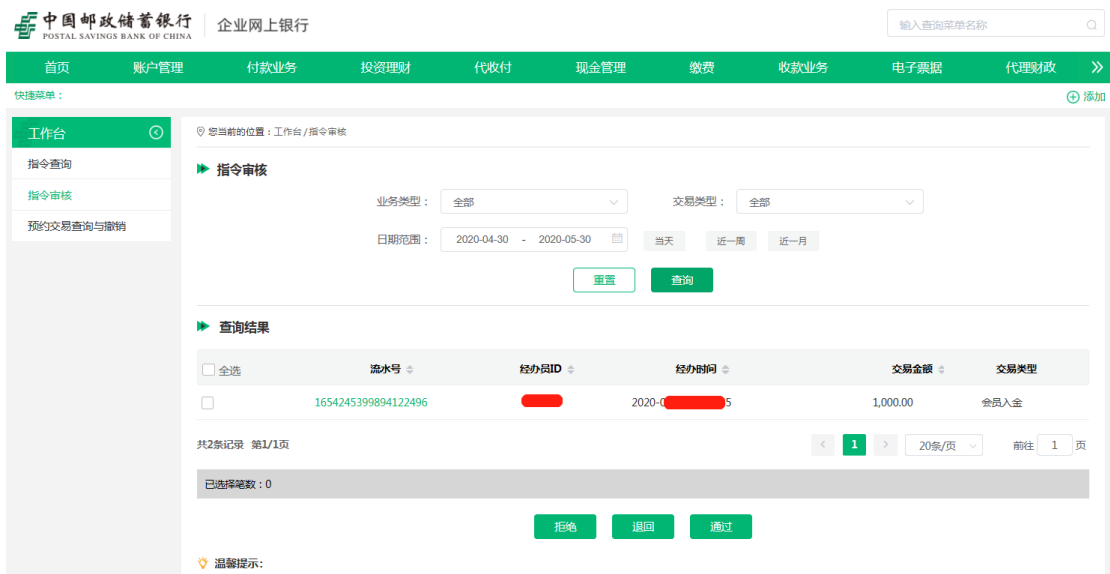 中国邮政储蓄银行 企业网上银行 输入查询菜单名称
POSTAL SAVINGS BANK OF CHINA
首页 账户管理 付款业务 投资理财 代收付 现金管理 缴费 收款业务 电子票据 代理财政
快捷菜单: 添加
工作台
指令查询
指令审核
预约交易查询与撤销
您当前的位置:工作台/指令审核
指令审核
业务类型: 全部 交易类型: 全部
日期范围: 2020-04-30 - 2020-05-30 当天 近一周 近一月
重置 查询
查询结果
全选 流水号 经办员ID 经办时间 交易金额 交易类型
1654245399894122496 2020-0 5 1,000.00 会员入金
共2条记录 第1/1页 1 20条/页 前往 1 页
已选择笔数:0
拒绝 退回 通过
温馨提示: